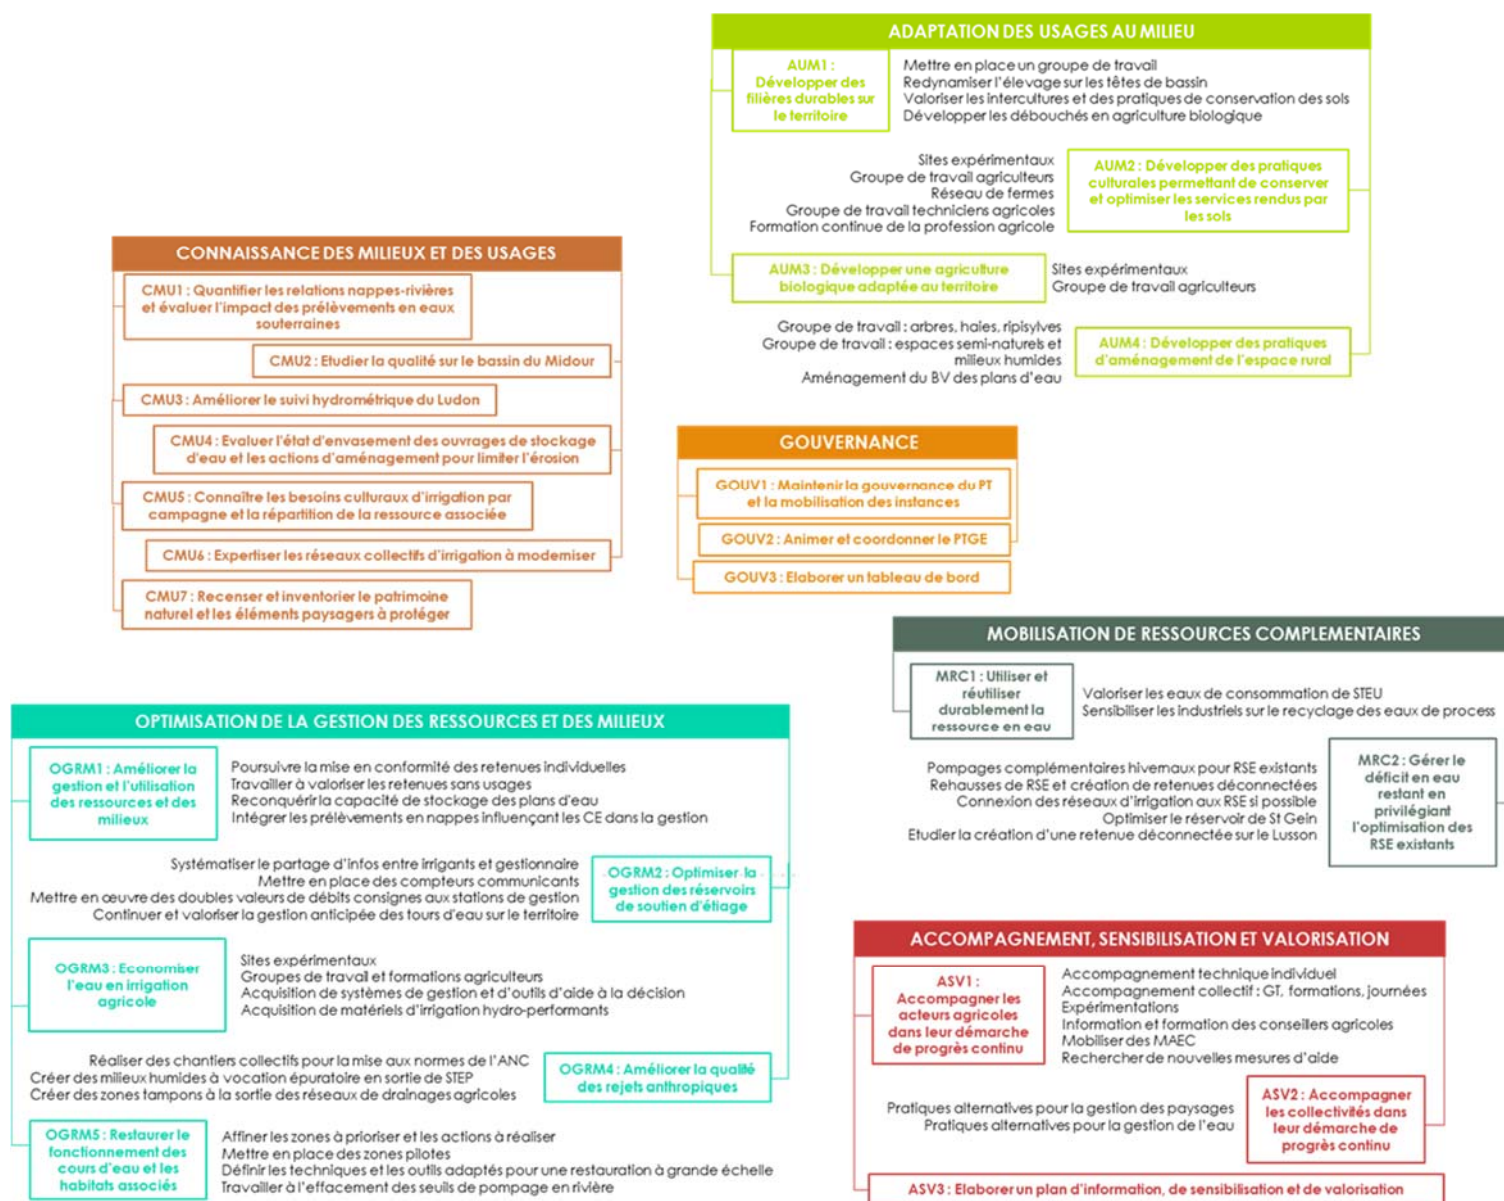 ADAPTATION DES USAGES AU MILIEU
AUM1 :
Développer des
filières durables sur
le territoire
Mettre en place un groupe de travail
Redynamiser l'élevage sur les têtes de bassin
Valoriser les intercultures et des pratiques de conservation des sols
Développer les débouchés en agriculture biologique
Sites expérimentaux
Groupe de travail agriculteurs
Réseau de fermes
Groupe de travail techniciens agricoles
Formation continue de la profession agricole
AUM2 : Développer des pratiques
culturales permettant de conserver
et optimiser les services rendus par
les sols
AUM3 : Développer une agriculture
biologique adaptée au territoire
Sites expérimentaux
Groupe de travail agriculteurs
Groupe de travail : arbres, haies, ripisylves
Groupe de travail : espaces semi-naturels et
milieux humides
Aménagement du BV des plans d'eau
AUM4 : Développer des pratiques
d'aménagement de l'espace rural
CONNAISSANCE DES MILIEUX ET DES USAGES
CMU1 : Quantifier les relations nappes-rivières
et évaluer l'impact des prélèvements en eaux
souterraines
CMU2 : Etudier la qualité sur le bassin du Midour
CMU3 : Améliorer le suivi hydrométrique du Ludon
CMU4 : Evaluer l'état d'envasement des ouvrages de stockage
d'eau et les actions d'aménagement pour limiter l'érosion
CMU5 : Connaître les besoins culturaux d'irrigation par
campagne et la répartition de la ressource associée
CMU6 : Expertiser les réseaux collectifs d'irrigation à moderniser
CMU7 : Recenser et inventorier le patrimoine
naturel et les éléments paysagers à protéger
GOUVERNANCE
GOUV1 : Maintenir la gouvernance du PT
et la mobilisation des instances
GOUV2 : Animer et coordonner le PTGE
GOUV3 : Elaborer un tableau de bord
MOBILISATION DE RESSOURCES COMPLEMENTAIRES
MRC1 : Utiliser et
réutiliser
durablement la
ressource en eau
Valoriser les eaux de consommation de STEU
Sensibiliser les industriels sur le recyclage des eaux de process
Pompages complémentaires hivernaux pour RSE existants
Rehausses de RSE et création de retenues déconnectées
Connexion des réseaux d'irrigation aux RSE si possible
Optimiser le réservoir de St Gein
Etudier la création d'une retenue déconnectée sur le Lusson
MRC2 : Gérer le
déficit en eau
restant en
privilégiant
l'optimisation des
RSE existants
OPTIMISATION DE LA GESTION DES RESSOURCES ET DES MILIEUX
OGRM1 : Améliorer la
gestion et l'utilisation
des ressources et des
milieux
Poursuivre la mise en conformité des retenues individuelles
Travailler à valoriser les retenues sans usages
Reconquérir la capacité de stockage des plans d'eau
Intégrer les prélèvements en nappes influençant les CE dans la gestion
Systématiser le partage d'infos entre irrigants et gestionnaire
Mettre en place des compteurs communicants
Mettre en œuvre des doubles valeurs de débits consignes aux stations de gestion
Continuer et valoriser la gestion anticipée des tours d'eau sur le territoire
OGRM2 : Optimiser la
gestion des réservoirs
de soutien d'étiage
OGRM3 : Economiser
l'eau en irrigation
agricole
Sites expérimentaux
Groupes de travail et formations agriculteurs
Acquisition de systèmes de gestion et d'outils d'aide à la décision
Acquisition de matériels d'irrigation hydro-performants
Réaliser des chantiers collectifs pour la mise aux normes de l'ANC
Créer des milieux humides à vocation épuratoire en sortie de STEP
Créer des zones tampons à la sortie des réseaux de drainages agricoles
OGRM4 : Améliorer la qualité
des rejets anthropiques
OGRM5 : Restaurer le
fonctionnement des
cours d'eau et les
habitats associés
Affiner les zones à prioriser et les actions à réaliser
Mettre en place des zones pilotes
Définir les techniques et les outils adaptés pour une restauration à grande échelle
Travailler à l'effacement des seuils de pompage en rivière
ACCOMPAGNEMENT, SENSIBILISATION ET VALORISATION
ASV1 :
Accompagner les
acteurs agricoles
dans leur démarche
de progrès continu
Accompagnement technique individuel
Accompagnement collectif : GT, formations, journées
Expérimentations
Information et formation des conseillers agricoles
Mobiliser des MAEC
Rechercher de nouvelles mesures d'aide
Pratiques alternatives pour la gestion des paysages
Pratiques alternatives pour la gestion de l'eau
ASV2 : Accompagner
les collectivités dans
leur démarche de
progrès continu
ASV3 : Elaborer un plan d'information, de sensibilisation et de valorisation